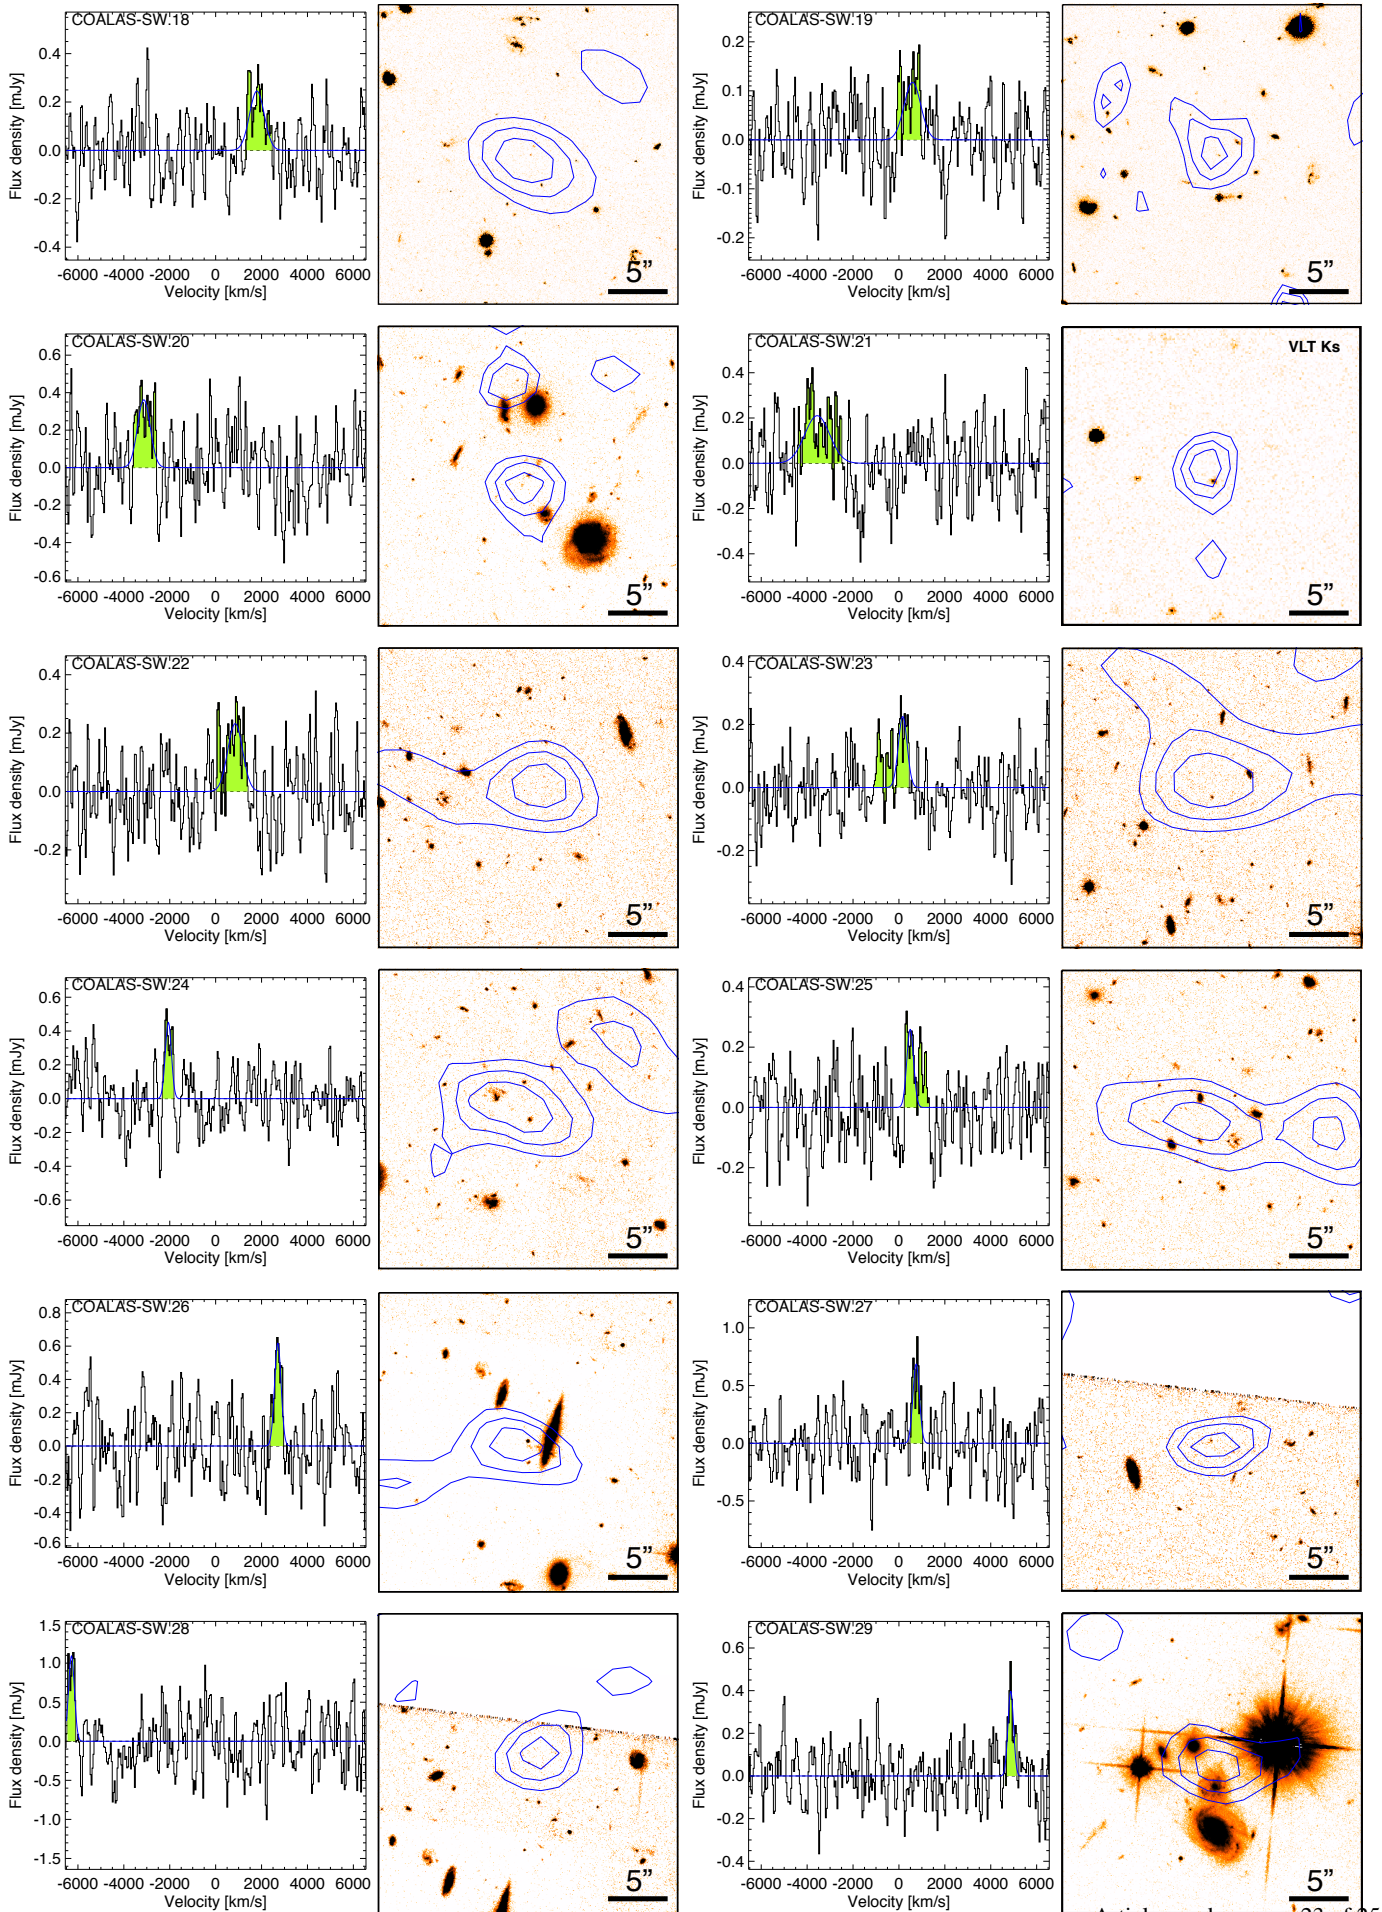 COALAS-SW.18
Flux density [mJy]
0.4
0.2
0.0
-0.2
-0.4
-6000 -4000 -2000 0 2000 4000 6000
Velocity [km/s]
5”
COALAS-SW.19
Flux density [mJy]
0.2
0.1
0.0
-0.1
-0.2
-6000 -4000 -2000 0 2000 4000 6000
Velocity [km/s]
5”
COALAS-SW.20
Flux density [mJy]
0.6
0.4
0.2
0.0
-0.2
-0.4
-0.6
-6000 -4000 -2000 0 2000 4000 6000
Velocity [km/s]
5”
COALAS-SW.21
Flux density [mJy]
0.4
0.2
0.0
-0.2
-0.4
-6000 -4000 -2000 0 2000 4000 6000
Velocity [km/s]
VLT Ks
5”
COALAS-SW.22
Flux density [mJy]
0.4
0.2
0.0
-0.2
-6000 -4000 -2000 0 2000 4000 6000
Velocity [km/s]
5”
COALAS-SW.23
Flux density [mJy]
0.4
0.2
0.0
-0.2
-6000 -4000 -2000 0 2000 4000 6000
Velocity [km/s]
5”
COALAS-SW.24
Flux density [mJy]
0.6
0.4
0.2
0.0
-0.2
-0.4
-0.6
-6000 -4000 -2000 0 2000 4000 6000
Velocity [km/s]
5”
COALAS-SW.25
Flux density [mJy]
0.4
0.2
0.0
-0.2
-6000 -4000 -2000 0 2000 4000 6000
Velocity [km/s]
5”
COALAS-SW.26
Flux density [mJy]
0.8
0.6
0.4
0.2
0.0
-0.2
-0.4
-0.6
-6000 -4000 -2000 0 2000 4000 6000
Velocity [km/s]
5”
COALAS-SW.27
Flux density [mJy]
1.0
0.5
0.0
-0.5
-6000 -4000 -2000 0 2000 4000 6000
Velocity [km/s]
5”
COALAS-SW.28
Flux density [mJy]
1.5
1.0
0.5
0.0
-0.5
-1.0
-1.5
-6000 -4000 -2000 0 2000 4000 6000
Velocity [km/s]
5”
COALAS-SW.29
Flux density [mJy]
0.6
0.4
0.2
0.0
-0.2
-0.4
-6000 -4000 -2000 0 2000 4000 6000
Velocity [km/s]
5”